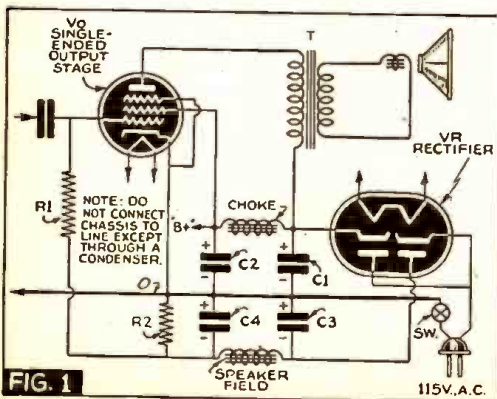 Vo
SINGLE-
ENDED
OUTPUT
STAGE
T
VR
RECTIFIER
R1
NOTE: DO
NOT CONNECT
CHASSIS TO
LINE EXCEPT
THROUGH A
CONDENSER.
"B+"
CHOKE
C2
C1
R2
C4
C3
SW.
SPEAKER
FIELD
FIG. 1
115V., A.C.